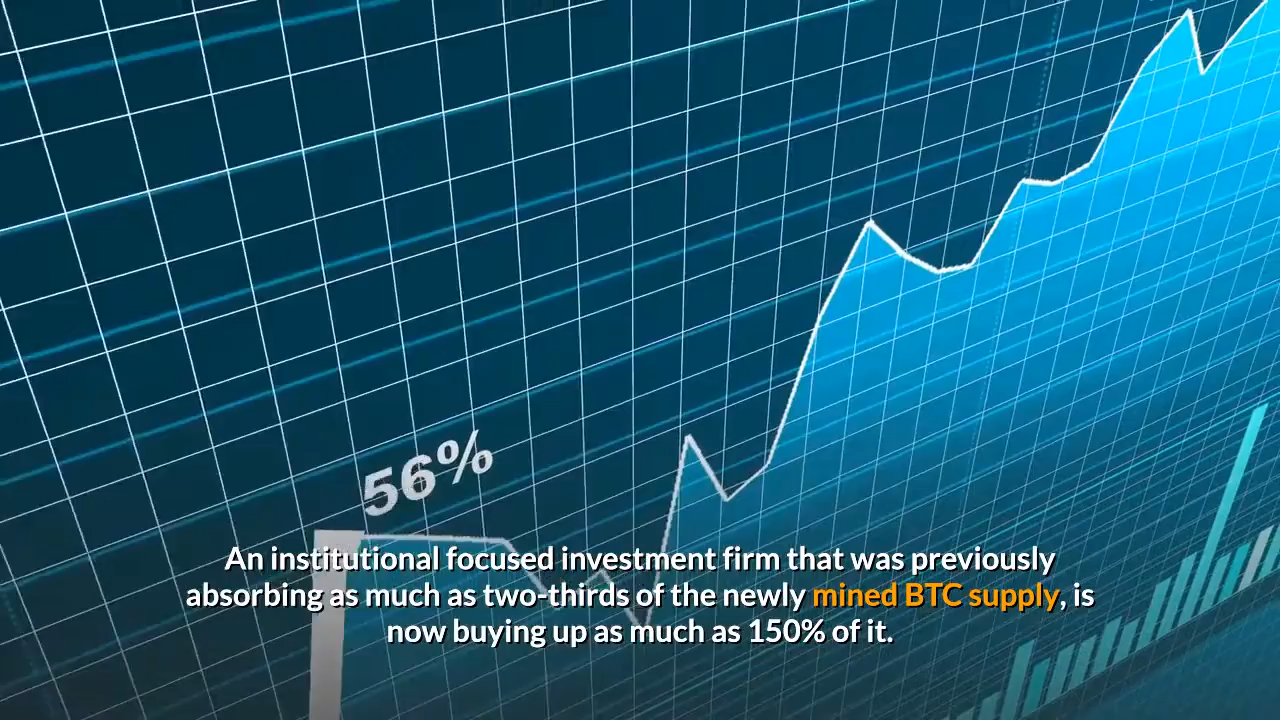 56%
An institutional focused investment firm that was previously
absorbing as much as two-thirds of the newly mined BTC supply, is
now buying up as much as 150% of it.